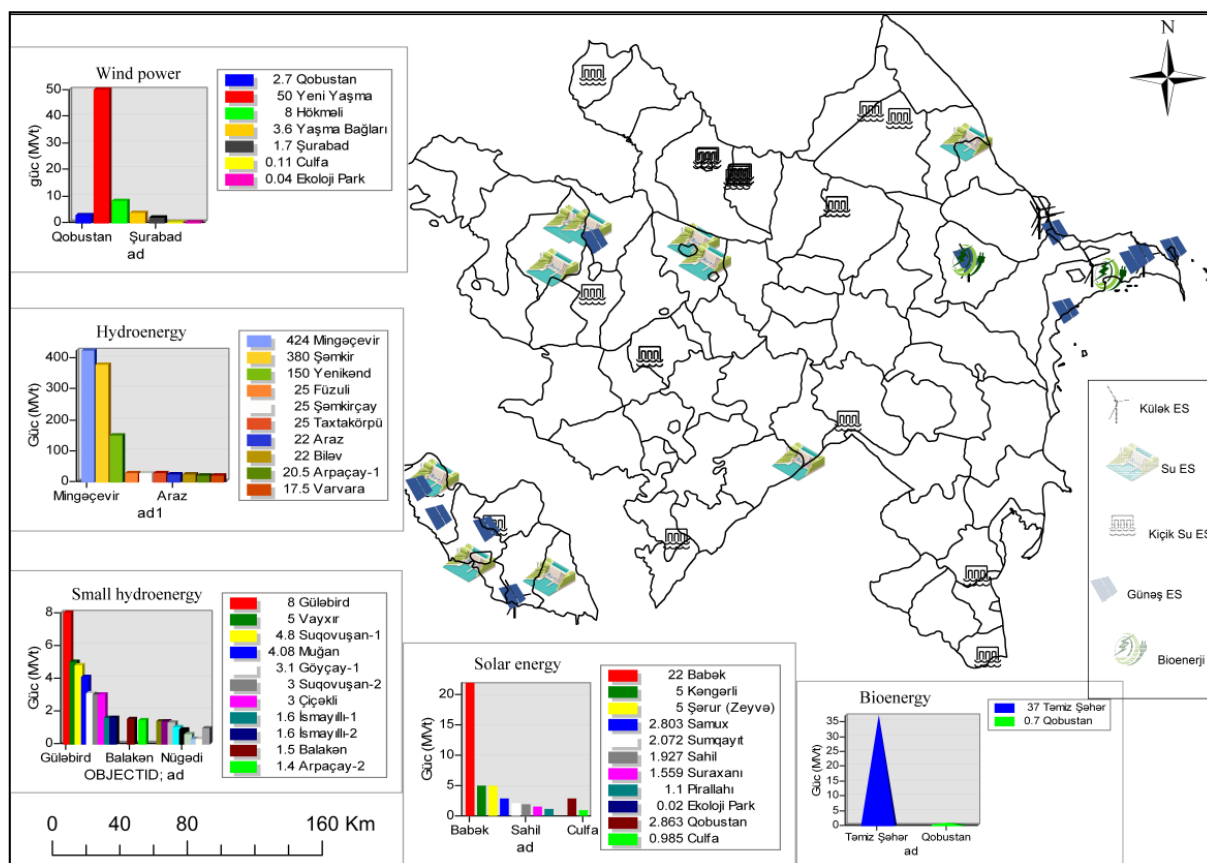 N
Wind power
güc (MVt)
50
40
30
20
10
0
Qobustan
Şurabad
ad
2.7 Qobustan
50 Yeni Yaşma
8 Hökməli
3.6 Yaşma Bağları
1.7 Şurabad
0.11 Culfa
0.04 Ekoloji Park
Hydroenergy
Güc (MVt)
400
300
200
100
0
Mingəçevir
Araz
ad1
424 Mingəçevir
380 Şəmkir
150 Yenikənd
25 Füzuli
25 Şəmkirçay
25 Taxtakörpü
22 Araz
22 Biləv
20.5 Arpaçay-1
17.5 Varvara
Small hydroenergy
Güc (MVt)
8
6
4
2
0
Güləbird
Balakən
Nügədi
OBJECTID; ad
8 Güləbird
5 Vayxır
4.8 Suqovuşan-1
4.08 Muğan
3.1 Göyçay-1
3 Suqovuşan-2
3 Çiçəkli
1.6 İsmayıllı-1
1.6 İsmayıllı-2
1.5 Balakən
1.4 Arpaçay-2
0
40
80
160 Km
Solar energy
Güc (MVt)
20
15
10
5
0
Babək
Sahil
Culfa
ad
22 Babək
5 Kəngərli
5 Şərur (Zeyvə)
2.803 Samux
2.072 Sumqayıt
1.927 Sahil
1.559 Suraxanı
1.1 Pirallahı
0.02 Ekoloji Park
2.863 Qobustan
0.985 Culfa
Bioenergy
Güc (MVt)
35
30
25
20
15
10
5
0
Təmiz Şəhər
Qobustan
ad
37 Təmiz Şəhər
0.7 Qobustan
Külək ES
Su ES
Kiçik Su ES
Günəş ES
Bioenerji